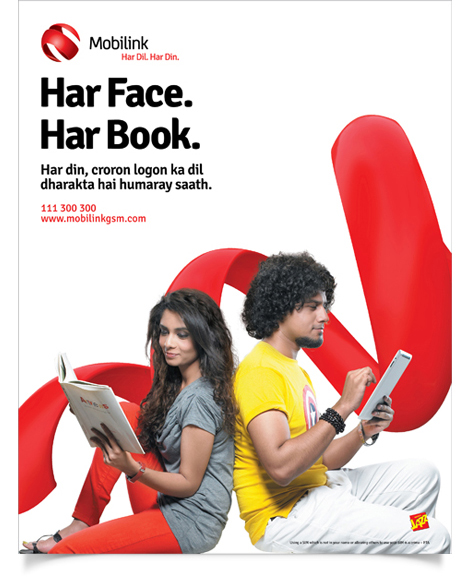 Mobilink
Har Dil. Har Din.
Har Face.
Har Book.
Har din, croron logon ka dil
dharakta hai humaray saath.
111 300 300
www.mobilinkgsm.com
JAZZ